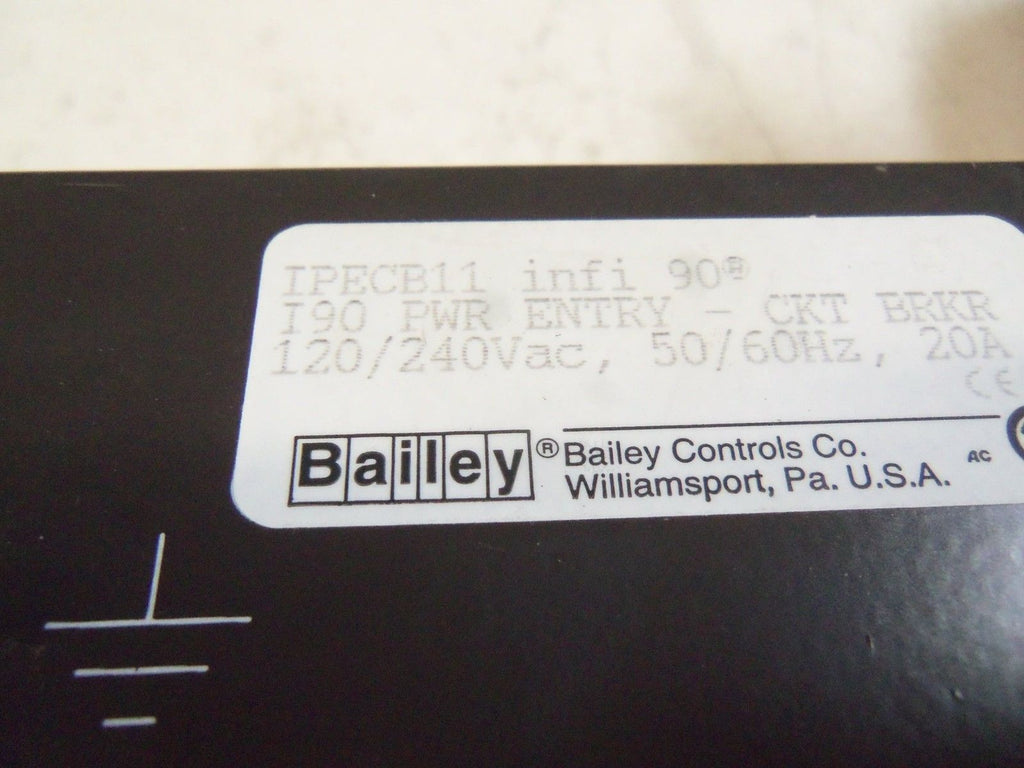 IPECB11 infi 90®
I90 PWR ENTRY - CKT BRKR
120/240Vac, 50/60Hz, 20A
CE
Bailey®
Bailey Controls Co.
Williamsport, Pa. U.S.A.
AC